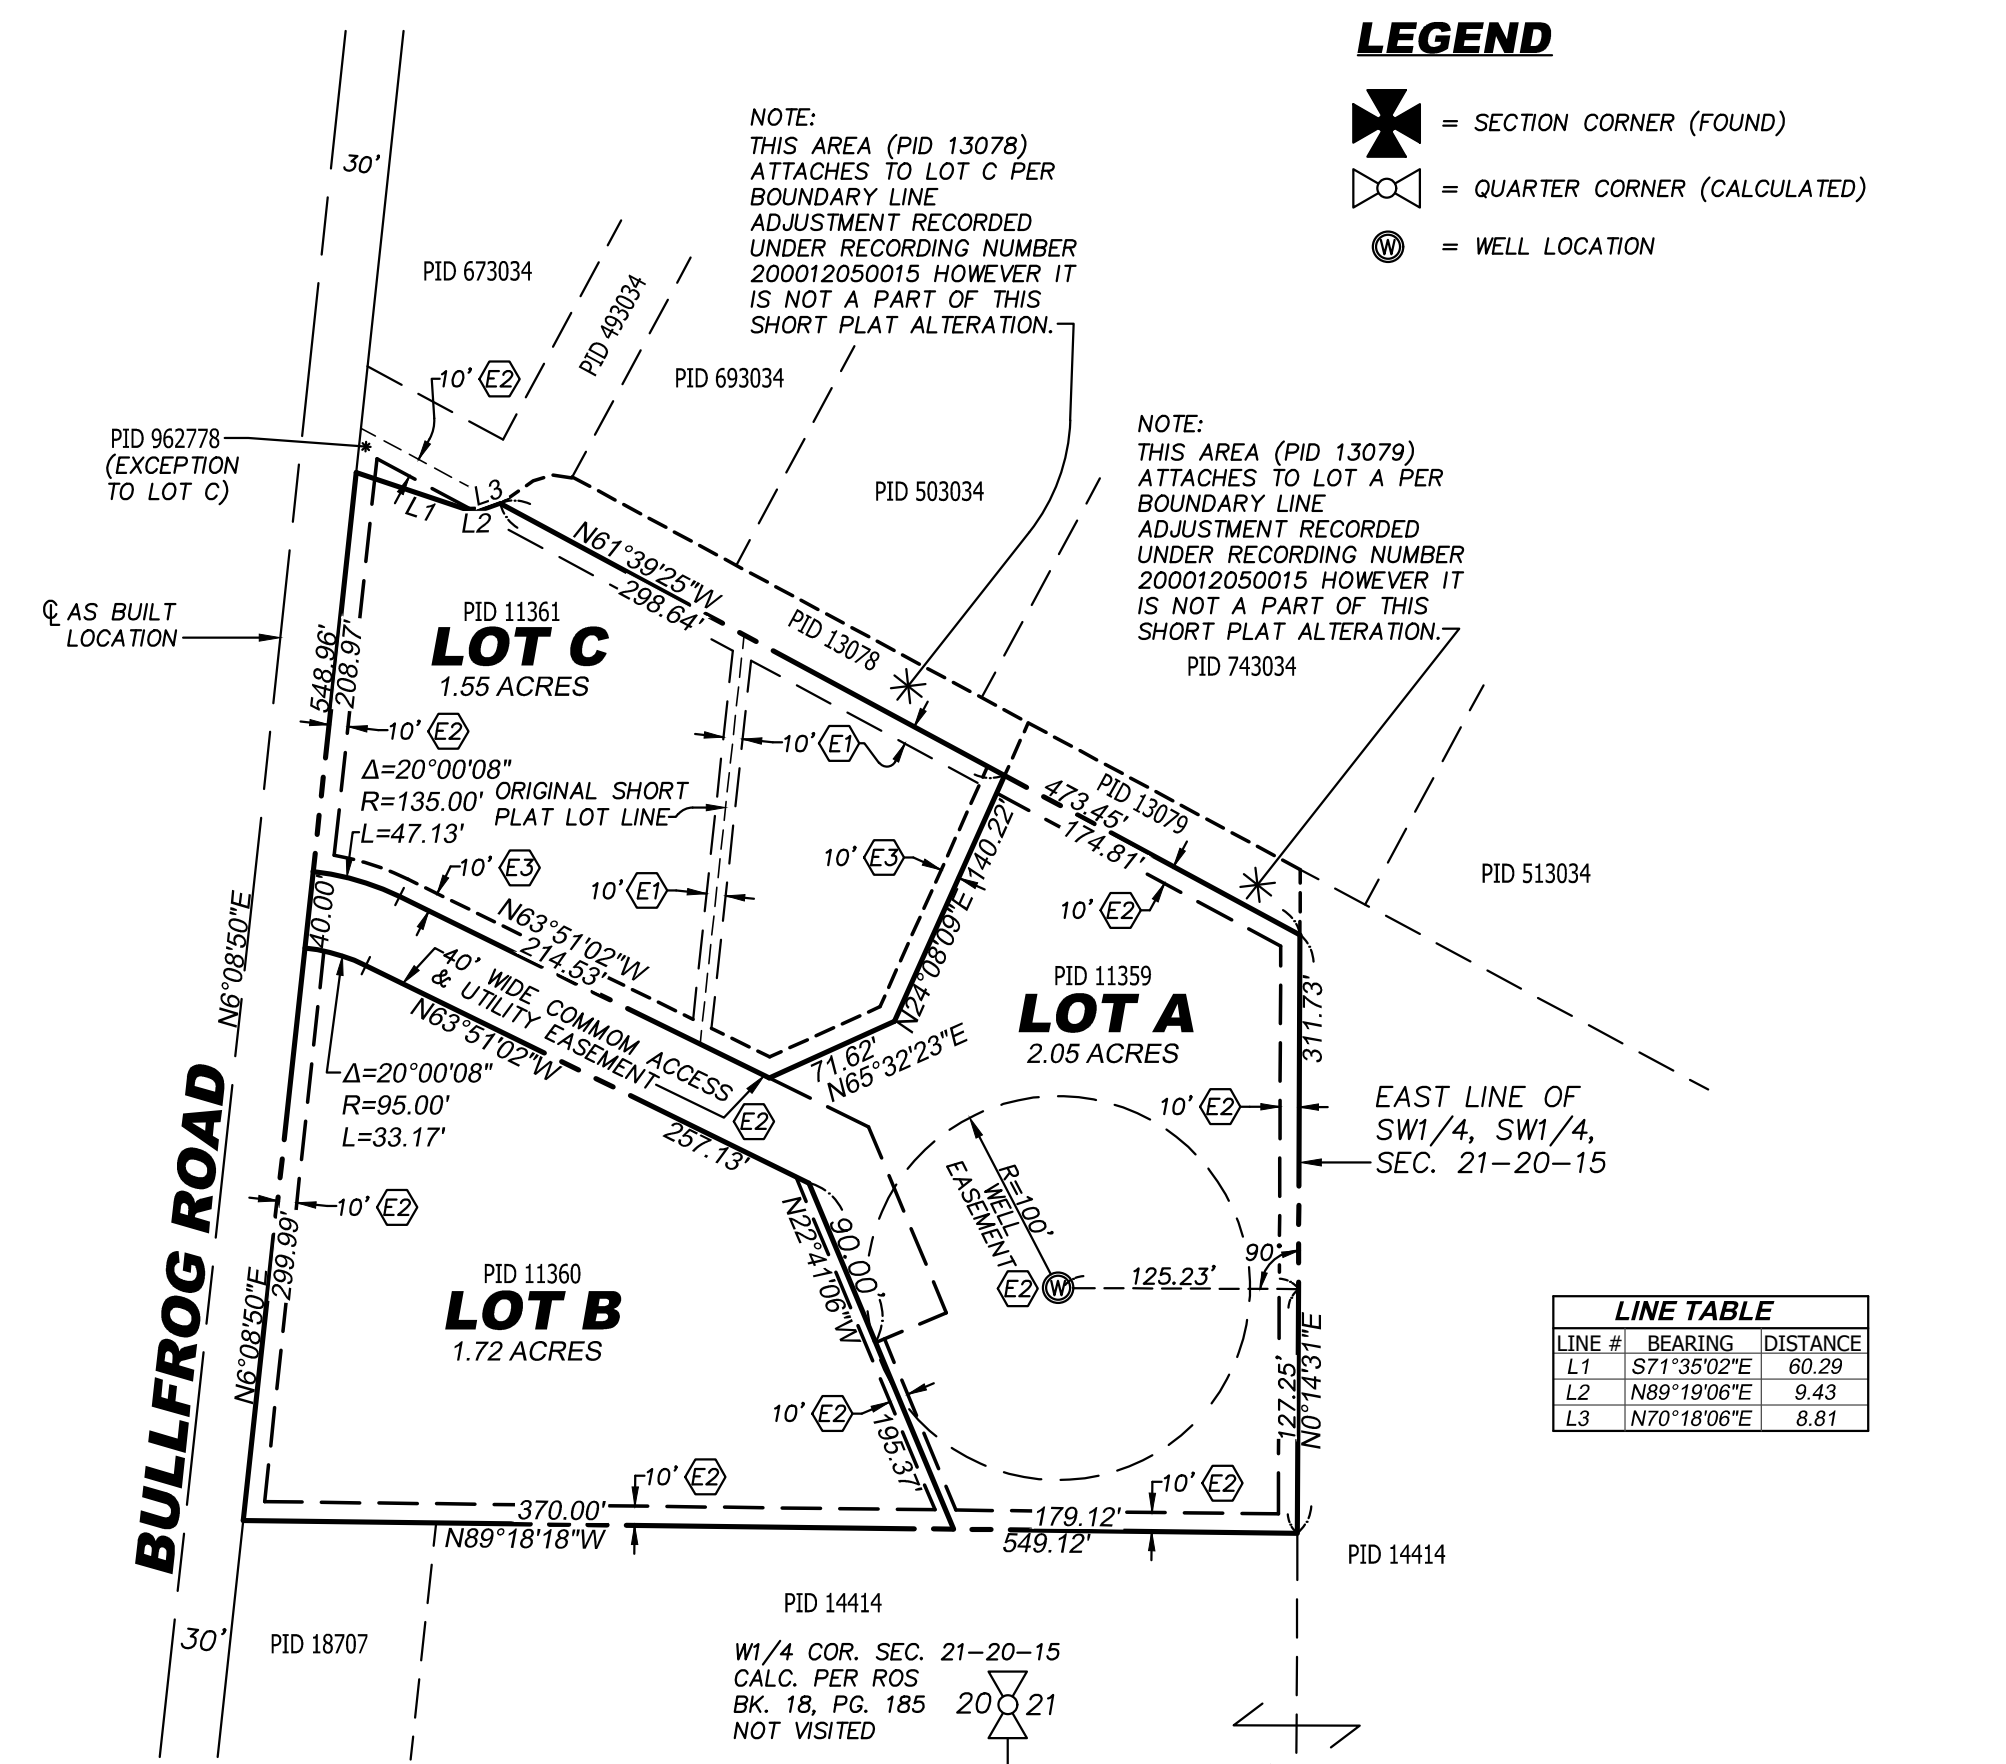 LEGEND
= SECTION CORNER (FOUND)
= QUARTER CORNER (CALCULATED)
W = WELL LOCATION
30'
NOTE:
THIS AREA (PID 13078)
ATTACHES TO LOT C PER
BOUNDARY LINE
ADJUSTMENT RECORDED
UNDER RECORDING NUMBER
200012050015 HOWEVER IT
IS NOT A PART OF THIS
SHORT PLAT ALTERATION.
PID 673034
PID 493034
PID 693034
PID 503034
10' E2
PID 962778
(EXCEPTION
TO LOT C)
NOTE:
THIS AREA (PID 13079)
ATTACHES TO LOT A PER
BOUNDARY LINE
ADJUSTMENT RECORDED
UNDER RECORDING NUMBER
200012050015 HOWEVER IT
IS NOT A PART OF THIS
SHORT PLAT ALTERATION.
PID 743034
L1
L2
L3
N61°39'25"W
298.64'
PID 13078
℄ AS BUILT
LOCATION
PID 11361
LOT C
1.55 ACRES
548.96'
208.97'
10' E2
10' E1
Δ=20°00'08"
R=135.00'
L=47.13'
ORIGINAL SHORT
PLAT LOT LINE
473.45'
174.81'
PID 13079
PID 513034
10' E3
10' E1
10' E3
140.22'
N24°08'09"E
10' E2
N6°08'50"E
40.00'
N63°51'02"W
214.53'
40' WIDE COMMOM ACCESS
& UTILITY EASEMENT
N63°51'02"W
257.13'
E2
71.62'
N65°32'23"E
PID 11359
LOT A
2.05 ACRES
311.73'
10' E2
EAST LINE OF
SW1/4, SW1/4,
SEC. 21-20-15
Δ=20°00'08"
R=95.00'
L=33.17'
BULLFROG ROAD
10' E2
299.99'
N6°08'50"E
PID 11360
LOT B
1.72 ACRES
90.00'
N22°41'06"W
195.37'
R=100'
WELL
EASEMENT
E2
W
125.23'
90'
127.25'
N0°14'31"E
10' E2
10' E2
10' E2
370.00'
N89°18'18"W
179.12'
549.12'
LINE TABLE
LINE # BEARING DISTANCE
L1 S71°35'02"E 60.29
L2 N89°19'06"E 9.43
L3 N70°18'06"E 8.81
PID 14414
PID 14414
30'
PID 18707
W1/4 COR. SEC. 21-20-15
CALC. PER ROS
BK. 18, PG. 185
NOT VISITED
20 21